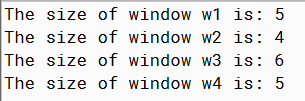 The size of window w1 is: 5
The size of window w2 is: 4
The size of window w3 is: 6
The size of window w4 is: 5